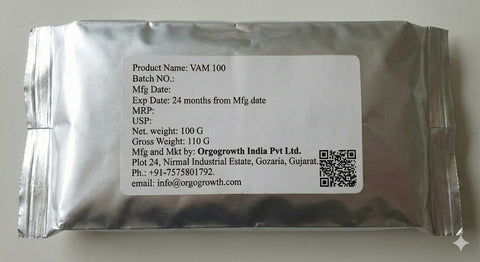 Product Name: VAM 100
Batch NO.:
Mfg Date:
Exp Date: 24 months from Mfg date
MRP:
USP:
Net. weight: 100 G
Gross Weight: 110 G
Mfg and Mkt by: Orgogrowth India Pvt Ltd.
Plot 24, Nirmal Industrial Estate, Gozaria, Gujarat.
Ph.: +91-7575801792.
email: info@orgogrowth.com